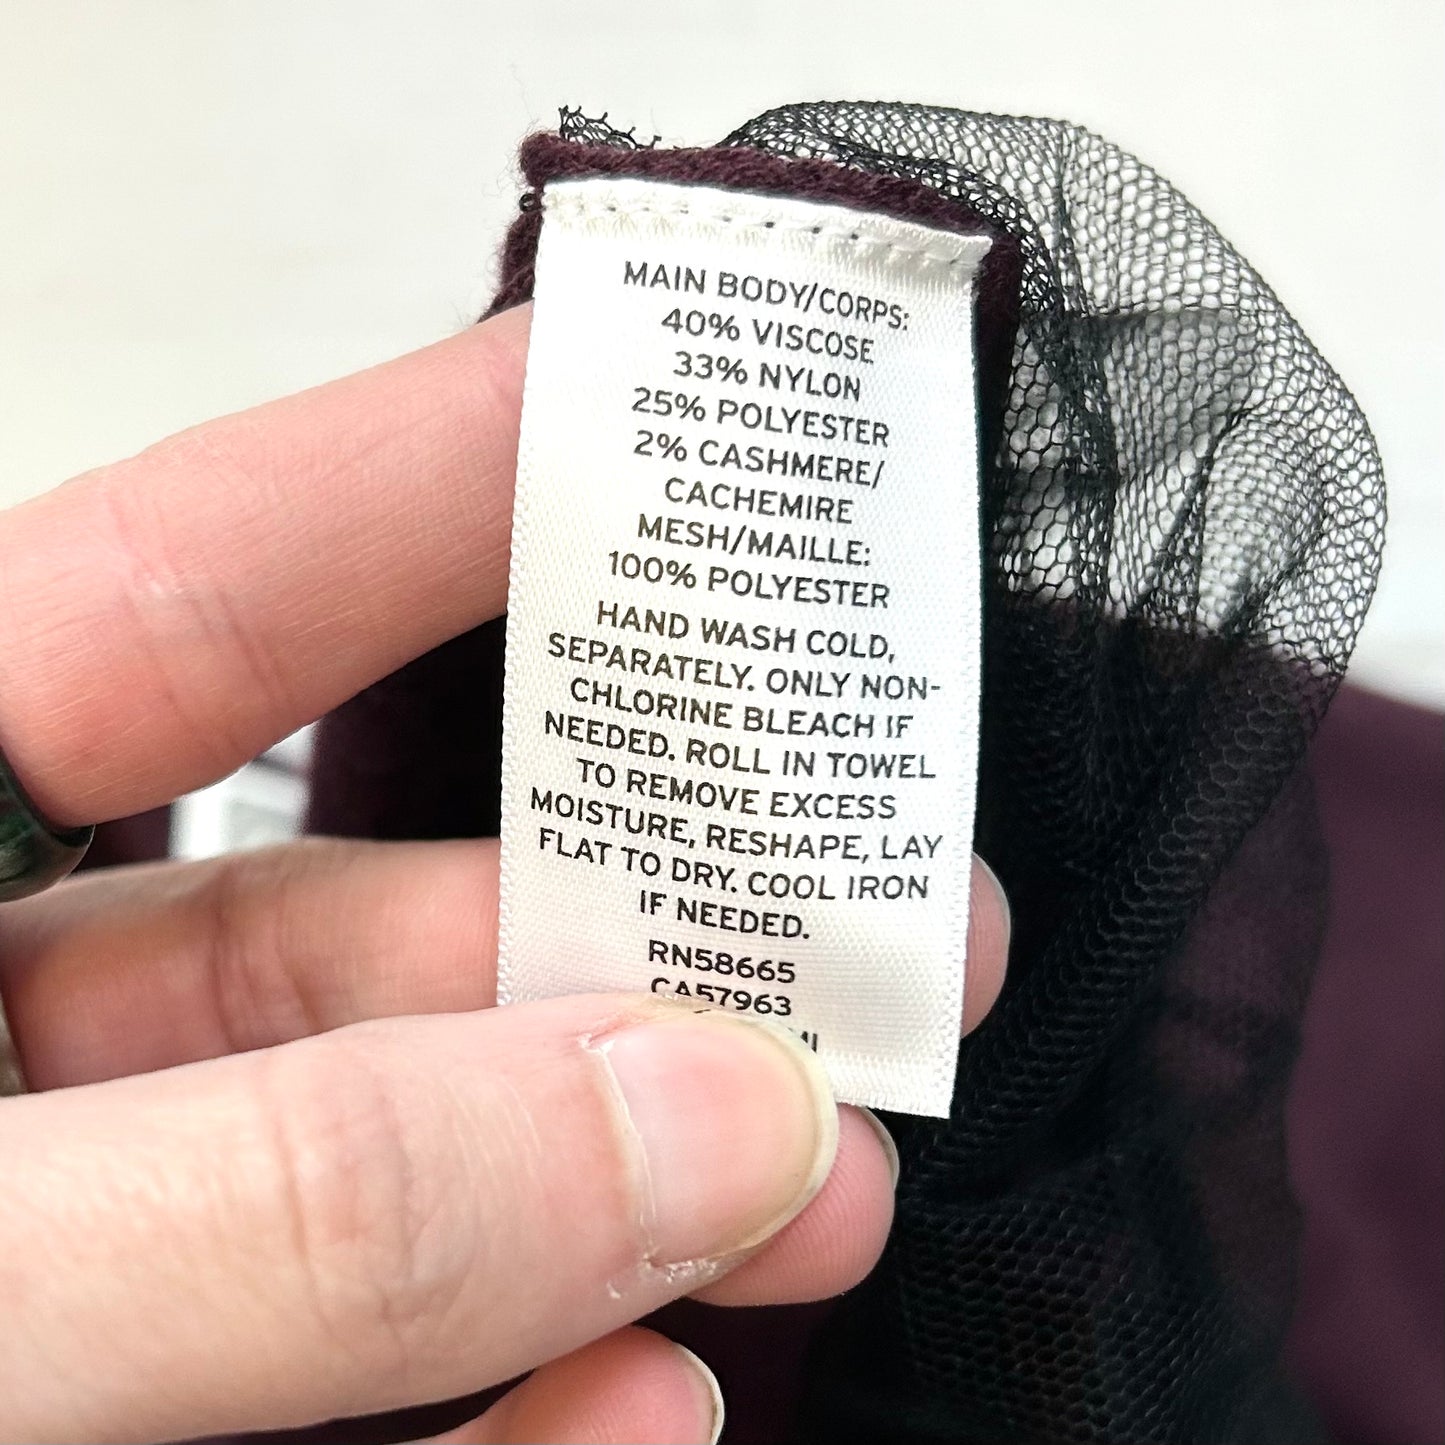 MAIN BODY/CORPS:
40% VISCOSE
33% NYLON
25% POLYESTER
2% CASHMERE/
CACHEMIRE
MESH/MAILLE:
100% POLYESTER
HAND WASH COLD,
SEPARATELY. ONLY NON-
CHLORINE BLEACH IF
NEEDED. ROLL IN TOWEL
TO REMOVE EXCESS
MOISTURE, RESHAPE, LAY
FLAT TO DRY. COOL IRON
IF NEEDED.
RN58665
CA57963